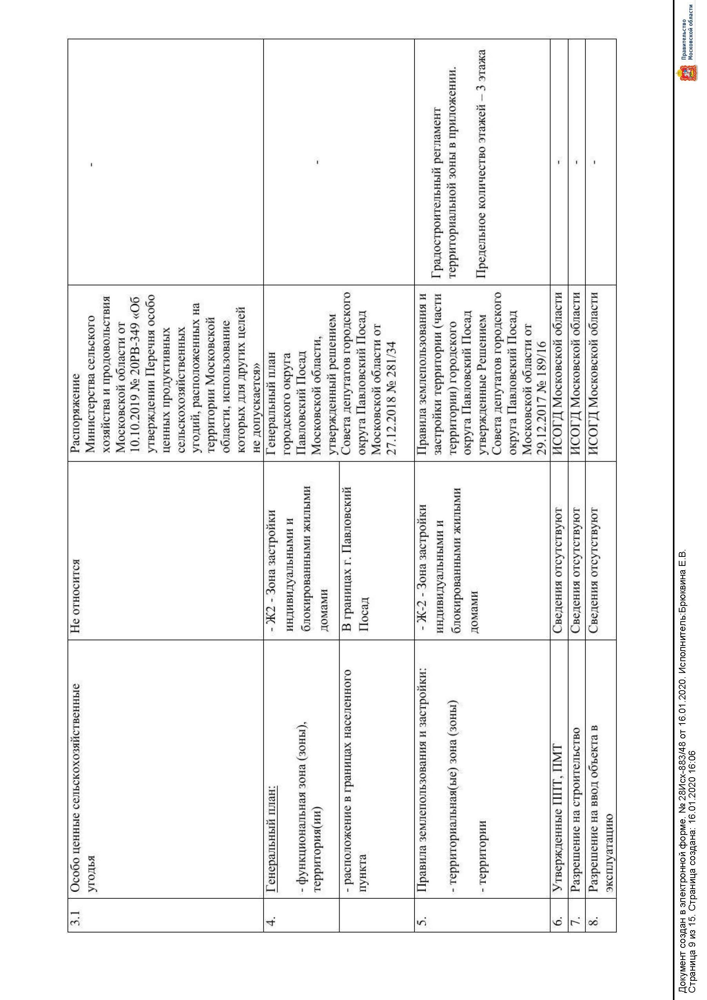 3.1
Особо ценные сельскохозяйственные
угодья
Не относится
Распоряжение
Министерства сельского
хозяйства и продовольствия
Московской области от
10.10.2019 № 20РВ-349 «Об
утверждении Перечня особо
ценных продуктивных
сельскохозяйственных
угодий, расположенных на
территории Московской
области, использование
которых для других целей
не допускается»
-
4.
Генеральный план:
- функциональная зона (зоны),
территория(ии)
- Ж2 - Зона застройки
индивидуальными и
блокированными жилыми
домами
Генеральный план
городского округа
Павловский Посад
Московской области,
утвержденный решением
Совета депутатов городского
округа Павловский Посад
Московской области от
27.12.2018 № 281/34
-
- расположение в границах населенного
пункта
В границах г. Павловский
Посад
5.
Правила землепользования и застройки:
- территориальная(ые) зона (зоны)
- территории
- Ж-2 - Зона застройки
индивидуальными и
блокированными жилыми
домами
Правила землепользования и
застройки территории (части
территории) городского
округа Павловский Посад
утвержденные Решением
Совета депутатов городского
округа Павловский Посад
Московской области от
29.12.2017 № 189/16
Градостроительный регламент
территориальной зоны в приложении.
Предельное количество этажей – 3 этажа
6.
Утвержденные ППТ, ПМТ
Сведения отсутствуют
ИСОГД Московской области
-
7.
Разрешение на строительство
Сведения отсутствуют
ИСОГД Московской области
-
8.
Разрешение на ввод объекта в
эксплуатацию
Сведения отсутствуют
ИСОГД Московской области
-
Документ создан в электронной форме. № 28Исх-883/48 от 16.01.2020. Исполнитель:Брюквина Е.В.
Страница 9 из 15. Страница создана: 16.01.2020 16:06
Правительство
Московской области